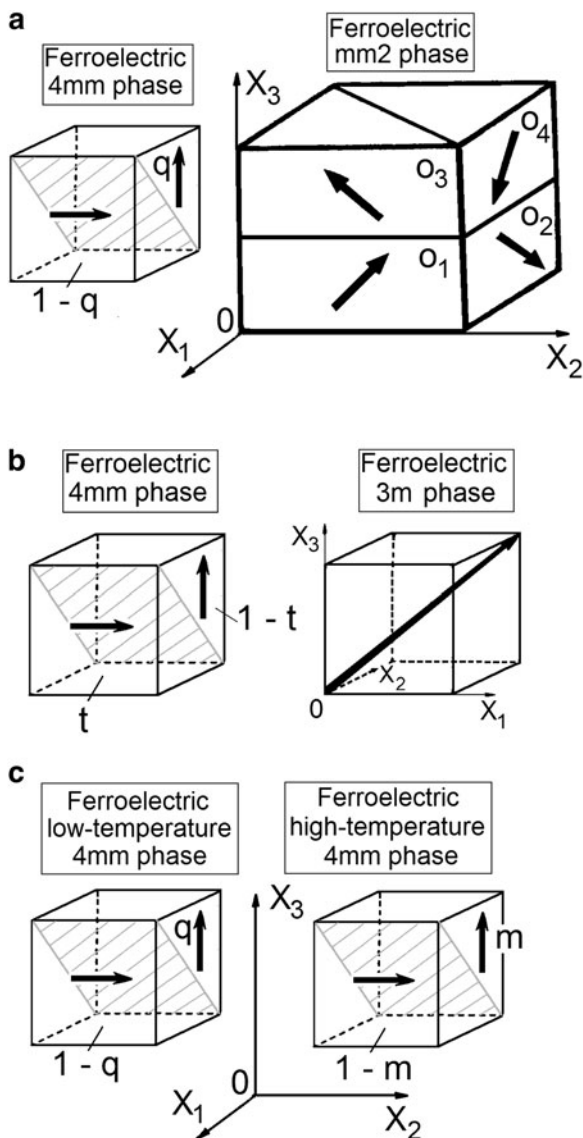 a
Ferroelectric
4mm phase
q
1 - q
Ferroelectric
mm2 phase
X3
O3
O4
O1
O2
0
X1
X2
b
Ferroelectric
4mm phase
1 - t
t
Ferroelectric
3m phase
X3
X2
0
X1
c
Ferroelectric
low-temperature
4mm phase
q
1 - q
X3
0
X1
X2
Ferroelectric
high-temperature
4mm phase
m
1 - m